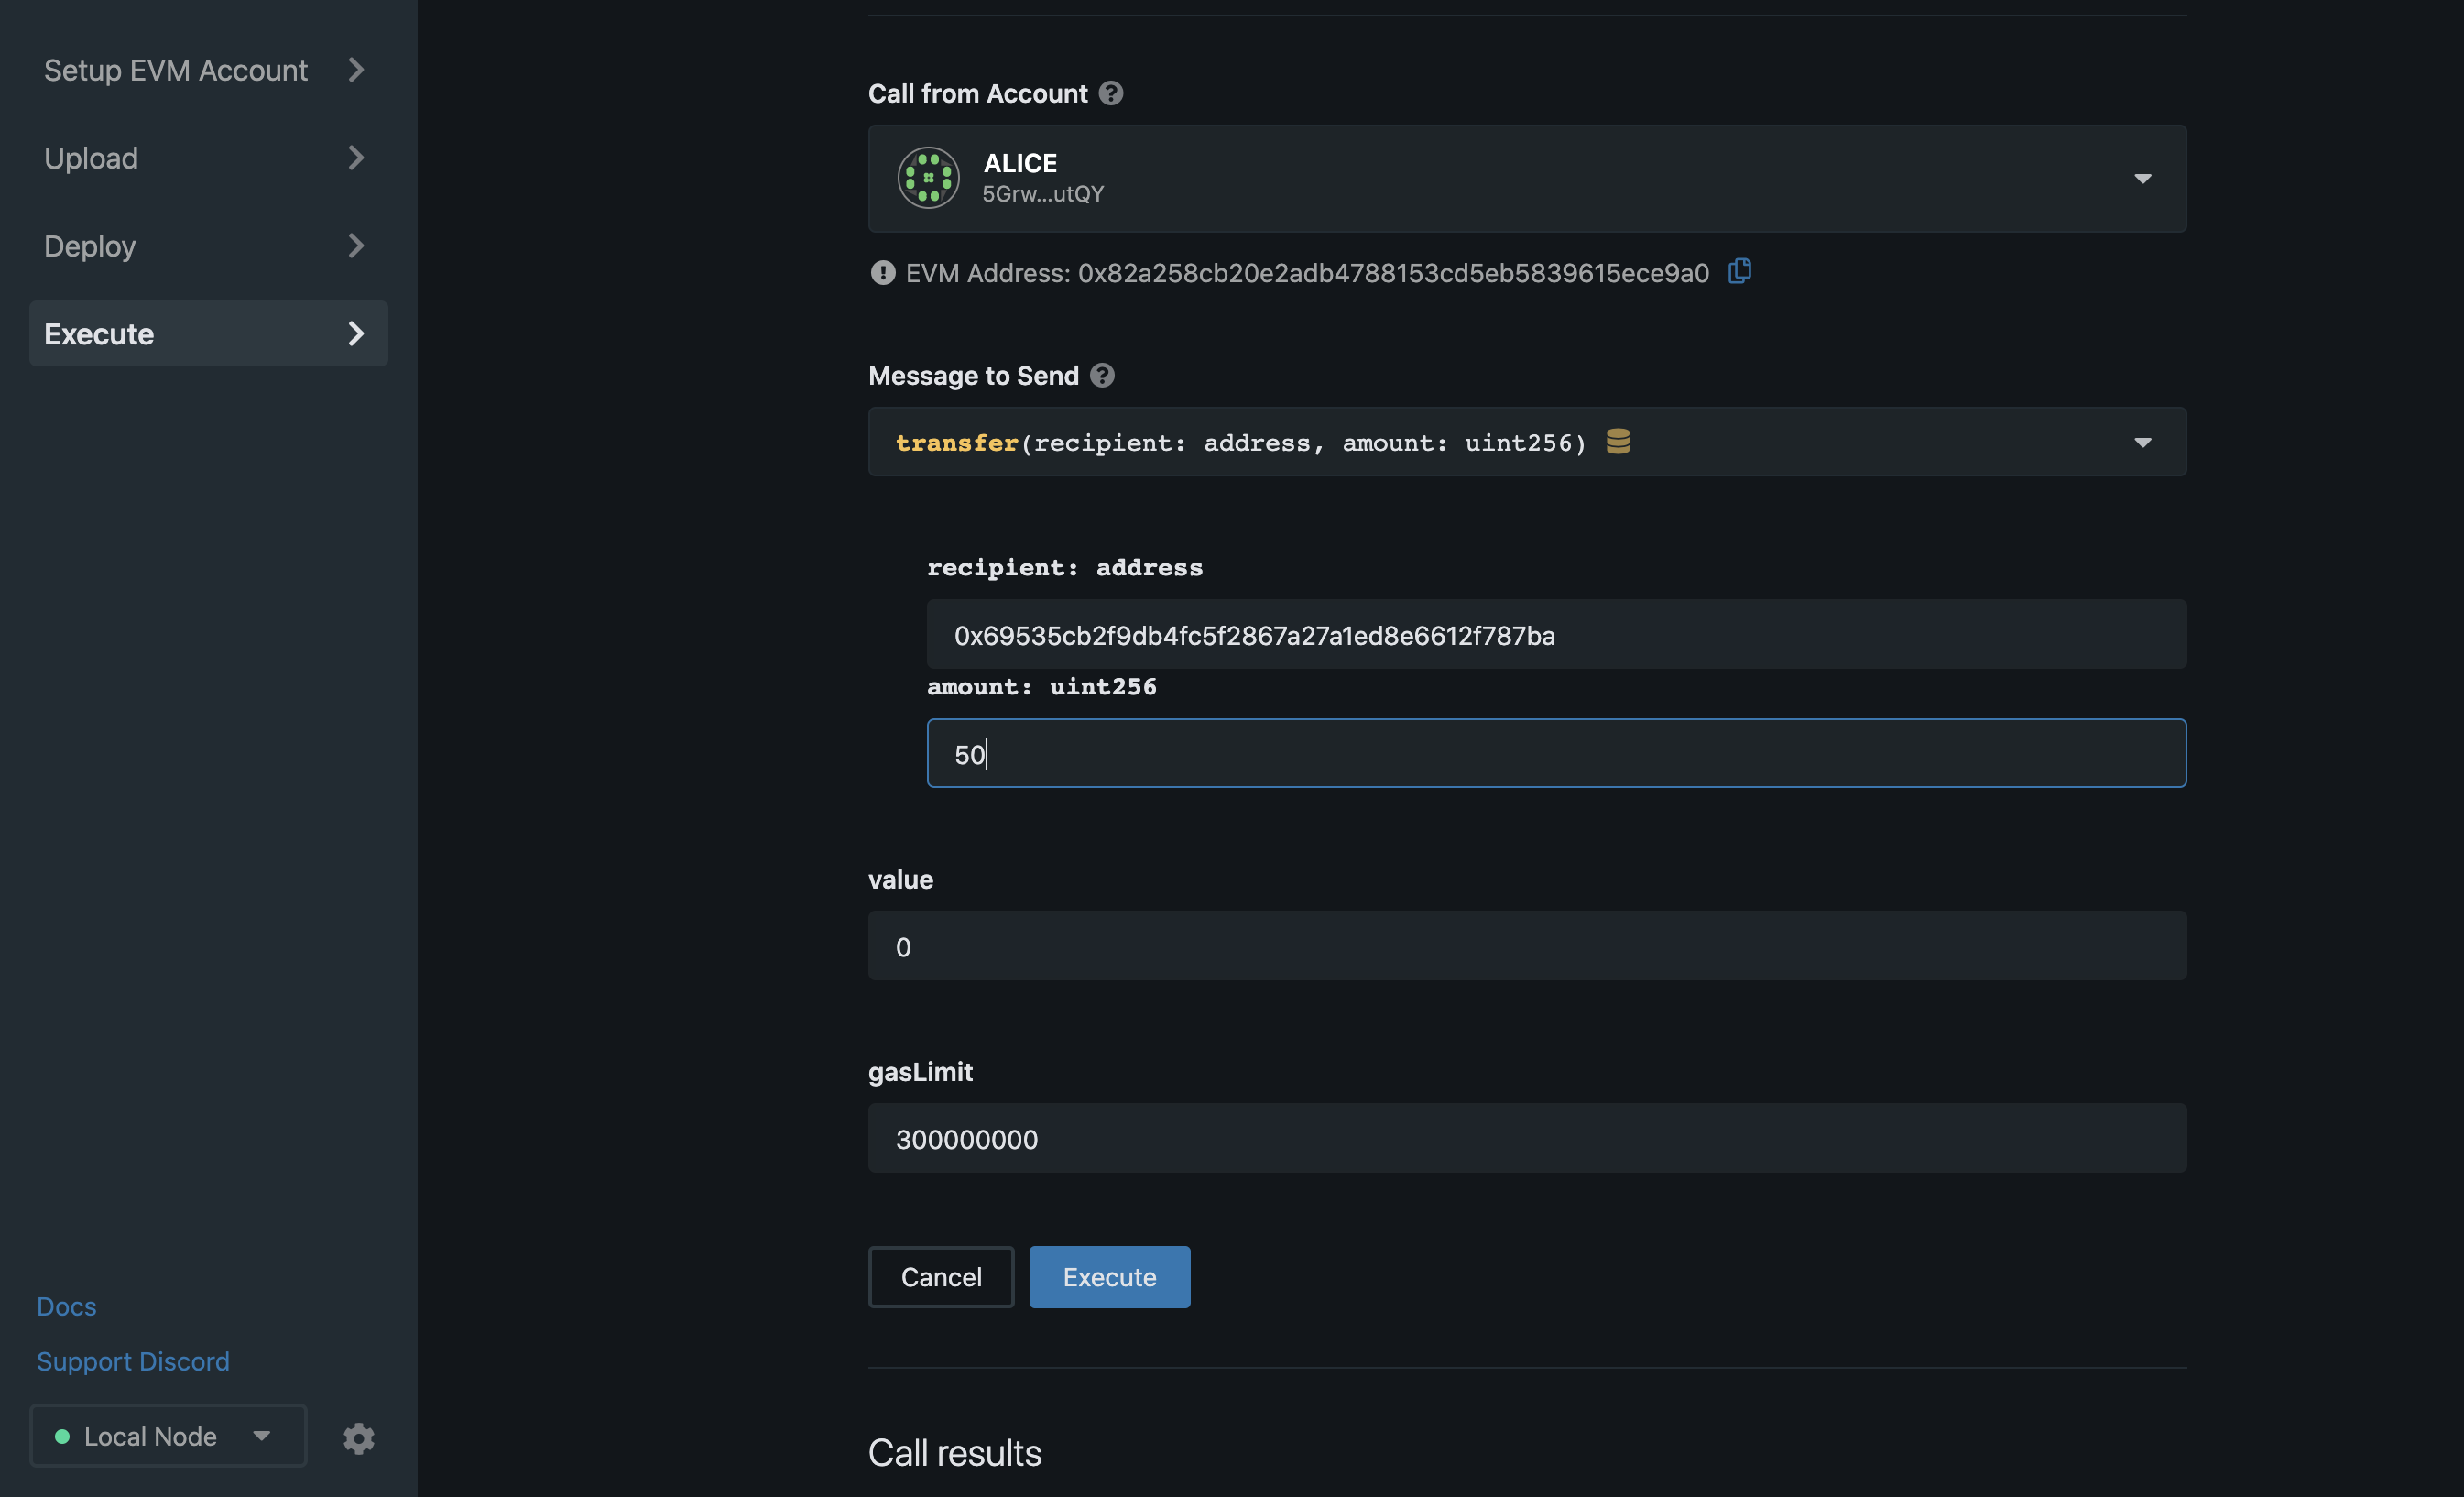 Setup EVM Account
Upload
Deploy
Execute
Docs
Support Discord
Local Node
Call from Account
ALICE
5Grw...utQY
EVM Address: 0x82a258cb20e2adb4788153cd5eb5839615ece9a0
Message to Send
transfer(recipient: address, amount: uint256)
recipient: address
0x69535cb2f9db4fc5f2867a27a1ed8e6612f787ba
amount: uint256
50
value
0
gasLimit
300000000
Cancel Execute
Call results